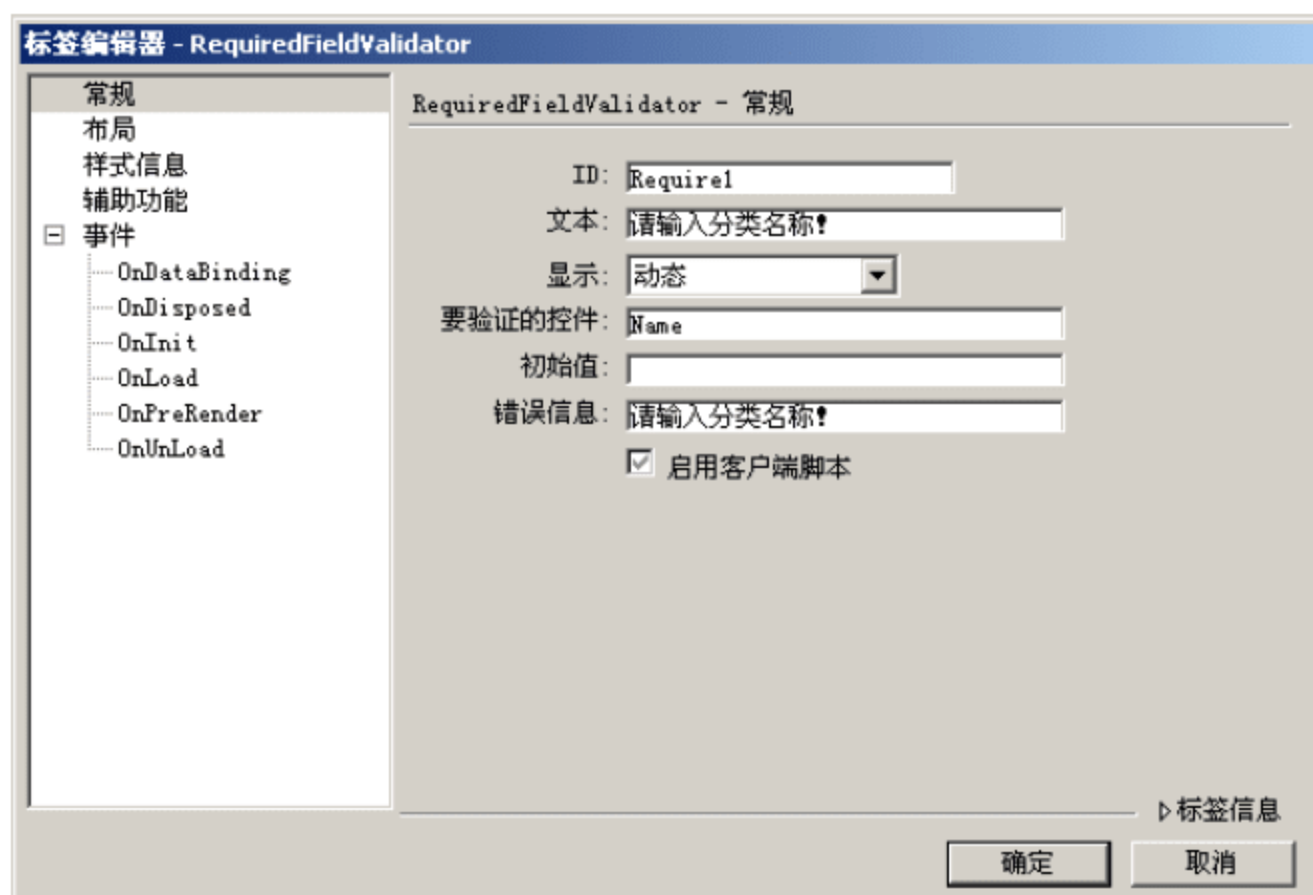 标签编辑器 - RequiredFieldValidator
常规
布局
样式信息
辅助功能
事件
OnDataBinding
OnDisposed
OnInit
OnLoad
OnPreRender
OnUnLoad
RequiredFieldValidator - 常规
ID: Require1
文本: 请输入分类名称!
显示: 动态
要验证的控件: Name
初始值:
错误信息: 请输入分类名称!
启用客户端脚本
标签信息
确定 取消